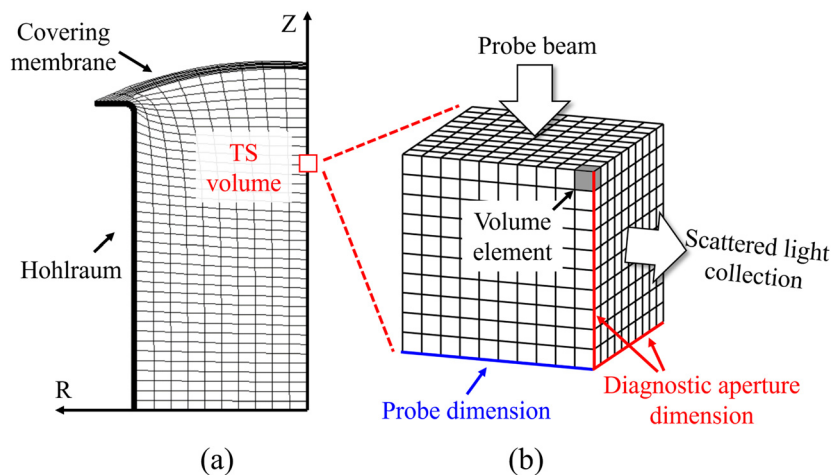 Covering
membrane
Z
TS
volume
Hohlraum
R
(a)
Probe beam
Volume
element
Scattered light
collection
Probe dimension
Diagnostic aperture
dimension
(b)